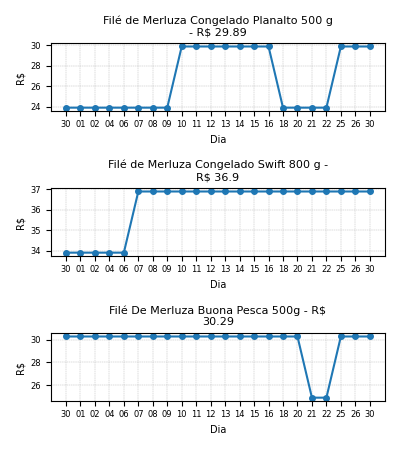 Filé de Merluza Congelado Planalto 500 g
- R$ 29.89
30
28
26
24
R$
30 01 02 04 06 07 08 09 10 11 12 13 14 15 16 18 20 21 22 25 26 30
Dia
Filé de Merluza Congelado Swift 800 g -
R$ 36.9
37
36
35
34
R$
30 01 02 04 06 07 08 09 10 11 12 13 14 15 16 18 20 21 22 25 26 30
Dia
Filé De Merluza Buona Pesca 500g - R$
30.29
30
28
26
R$
30 01 02 04 06 07 08 09 10 11 12 13 14 15 16 18 20 21 22 25 26 30
Dia